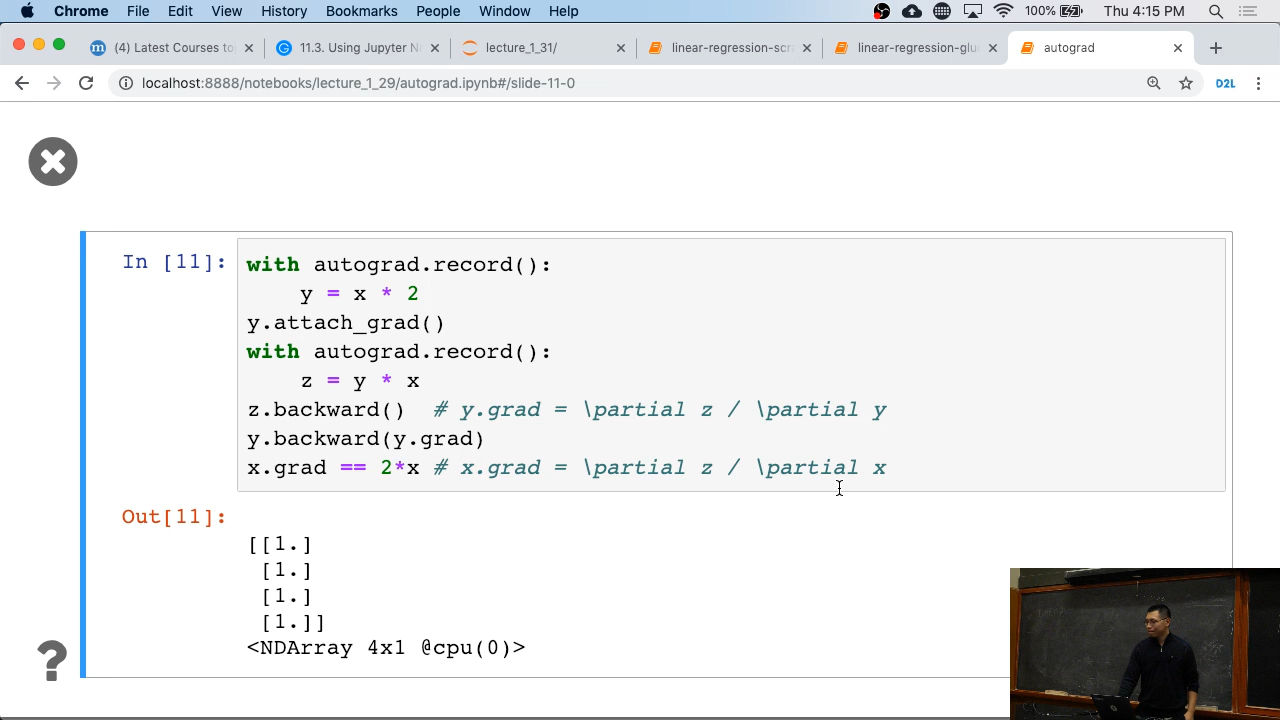 Chrome File Edit View History Bookmarks People Window Help 100% Thu 4:15 PM
(4) Latest Courses to 11.3. Using Jupyter N lecture_1_31/ linear-regression-scr linear-regression-glu autograd
localhost:8888/notebooks/lecture_1_29/autograd.ipynb#/slide-11-0 D2L
In [11]: with autograd.record():
y = x * 2
y.attach_grad()
with autograd.record():
z = y * x
z.backward() # y.grad = \partial z / \partial y
y.backward(y.grad)
x.grad == 2*x # x.grad = \partial z / \partial x
Out[11]:
[[1.]
[1.]
[1.]
[1.]]
<NDArray 4x1 @cpu(0)>
?